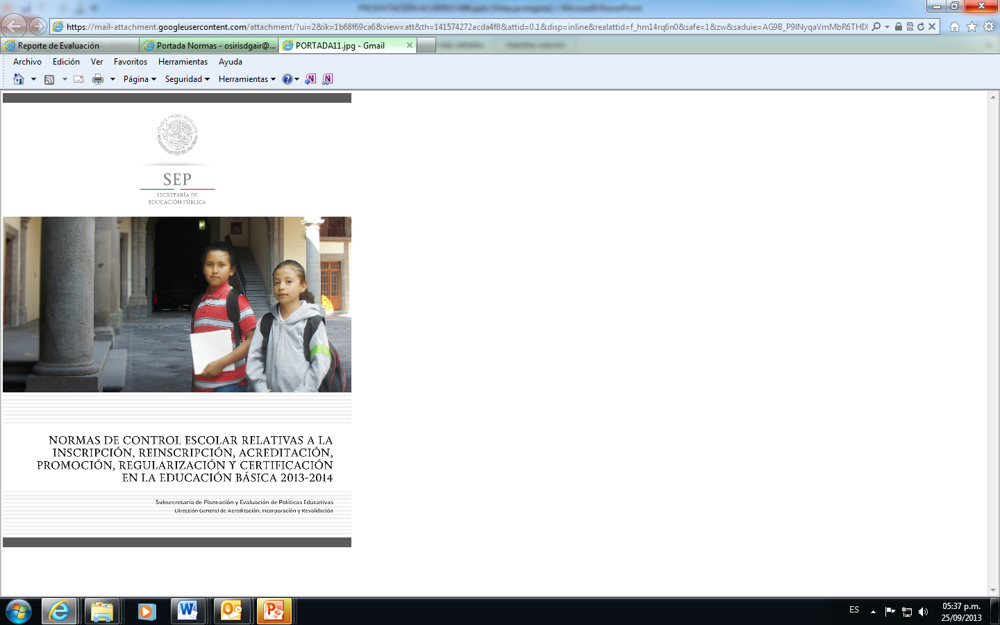 https://mail-attachment.googleusercontent.com/attachment/?ui=2&ik=1b68f69ca6&view=att&th=141574272acda4f8&attid=0.1&disp=inline&realattid=f_hm14rq6n0&safe=1&zw&saduie=AG9B_P9INyqaVmMbR6THIX
Reporte de Evaluación
Portada Normas - osirisdgair@...
PORTADA11.jpg - Gmail
Archivo Edición Ver Favoritos Herramientas Ayuda
Página Seguridad Herramientas
ESTADOS UNIDOS MEXICANOS
SEP
SECRETARÍA DE
EDUCACIÓN PÚBLICA
NORMAS DE CONTROL ESCOLAR RELATIVAS A LA
INSCRIPCIÓN, REINSCRIPCIÓN, ACREDITACIÓN,
PROMOCIÓN, REGULARIZACIÓN Y CERTIFICACIÓN
EN LA EDUCACIÓN BÁSICA 2013-2014
Subsecretaría de Planeación y Evaluación de Políticas Educativas
Dirección General de Acreditación, Incorporación y Revalidación
ES
05:37 p.m.
25/09/2013